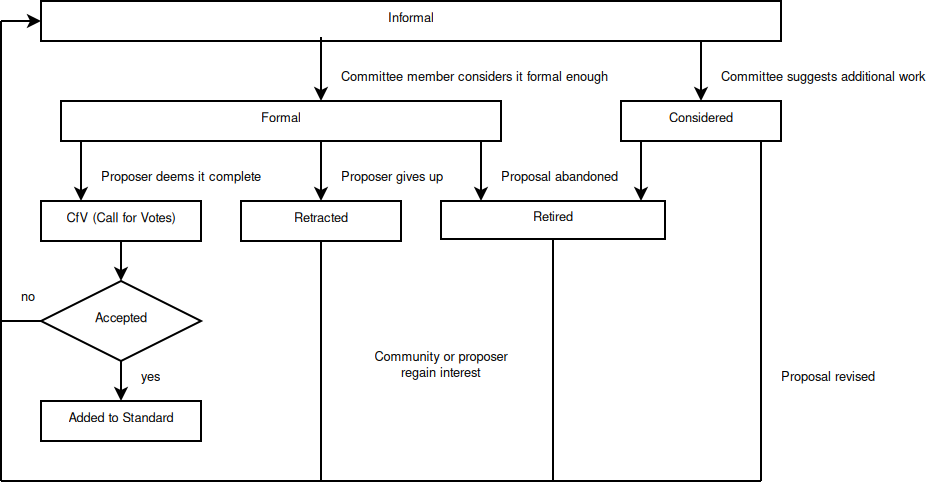 Informal
Committee member considers it formal enough
Committee suggests additional work
Formal
Considered
Proposer deems it complete
Proposer gives up
Proposal abandoned
CfV (Call for Votes)
Retracted
Retired
no
Accepted
Community or proposer
regain interest
yes
Proposal revised
Added to Standard